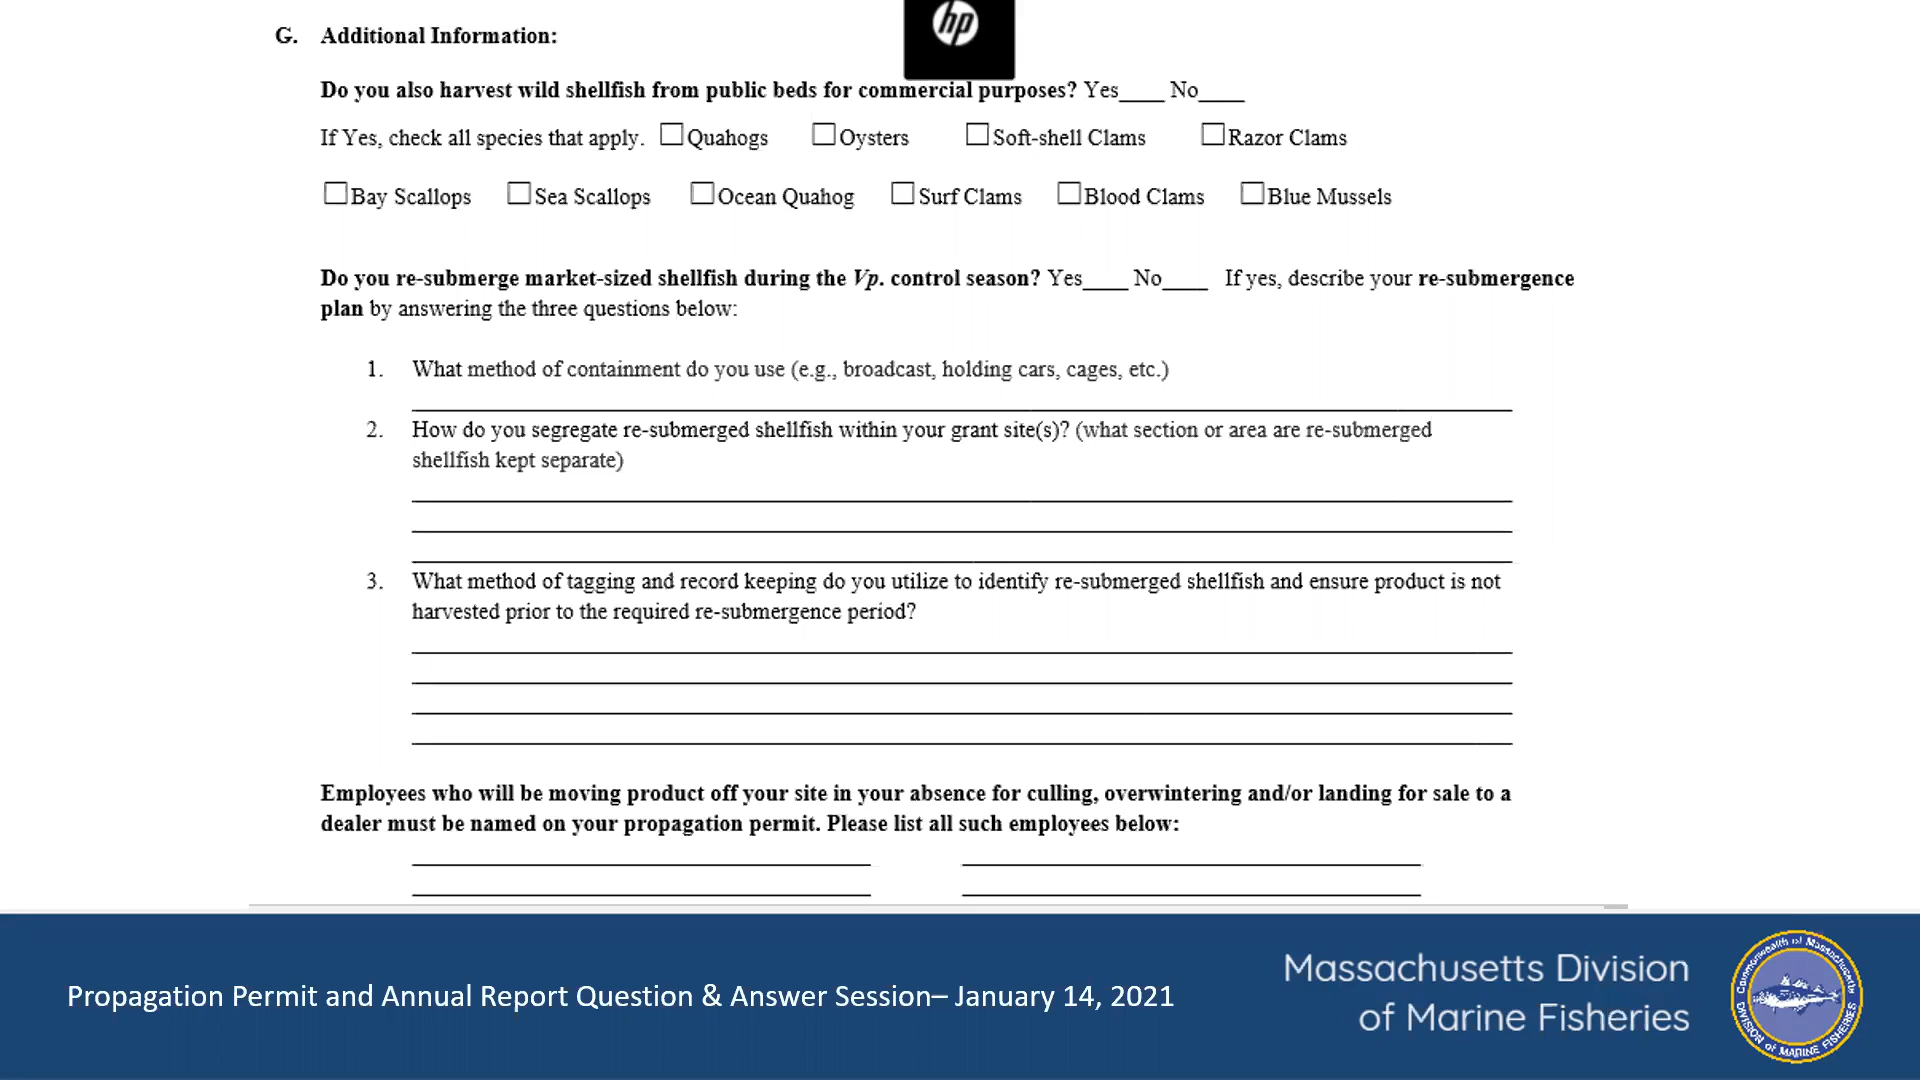 hp
G. Additional Information:
Do you also harvest wild shellfish from public beds for commercial purposes? Yes____ No____
If Yes, check all species that apply. ☐Quahogs ☐Oysters ☐Soft-shell Clams ☐Razor Clams
☐Bay Scallops ☐Sea Scallops ☐Ocean Quahog ☐Surf Clams ☐Blood Clams ☐Blue Mussels
Do you re-submerge market-sized shellfish during the Vp. control season? Yes____ No____ If yes, describe your re-submergence
plan by answering the three questions below:
1. What method of containment do you use (e.g., broadcast, holding cars, cages, etc.)
2. How do you segregate re-submerged shellfish within your grant site(s)? (what section or area are re-submerged
shellfish kept separate)
3. What method of tagging and record keeping do you utilize to identify re-submerged shellfish and ensure product is not
harvested prior to the required re-submergence period?
Employees who will be moving product off your site in your absence for culling, overwintering and/or landing for sale to a
dealer must be named on your propagation permit. Please list all such employees below:
Propagation Permit and Annual Report Question & Answer Session– January 14, 2021
Massachusetts Division
of Marine Fisheries
Commonwealth of Massachusetts
DIVISION of MARINE FISHERIES